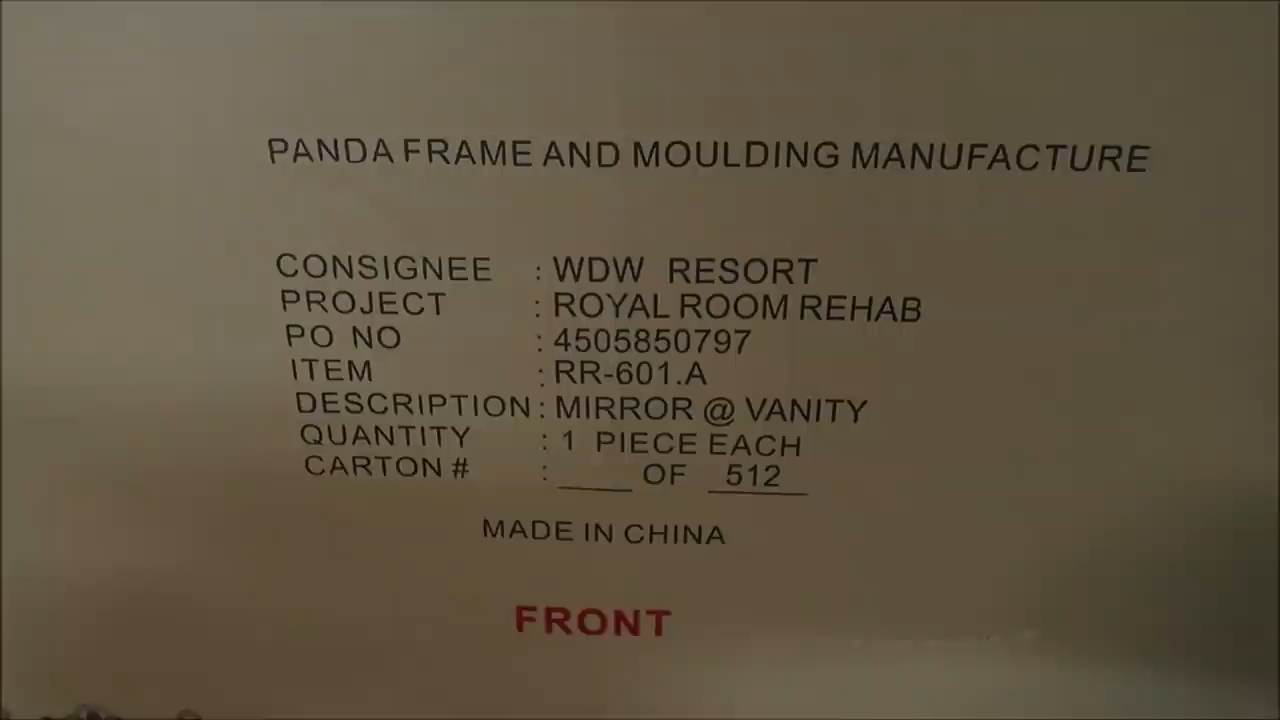 PANDA FRAME AND MOULDING MANUFACTURE
CONSIGNEE : WDW RESORT
PROJECT : ROYAL ROOM REHAB
PO NO : 4505850797
ITEM : RR-601.A
DESCRIPTION : MIRROR @ VANITY
QUANTITY : 1 PIECE EACH
CARTON # : ____ OF 512
MADE IN CHINA
FRONT